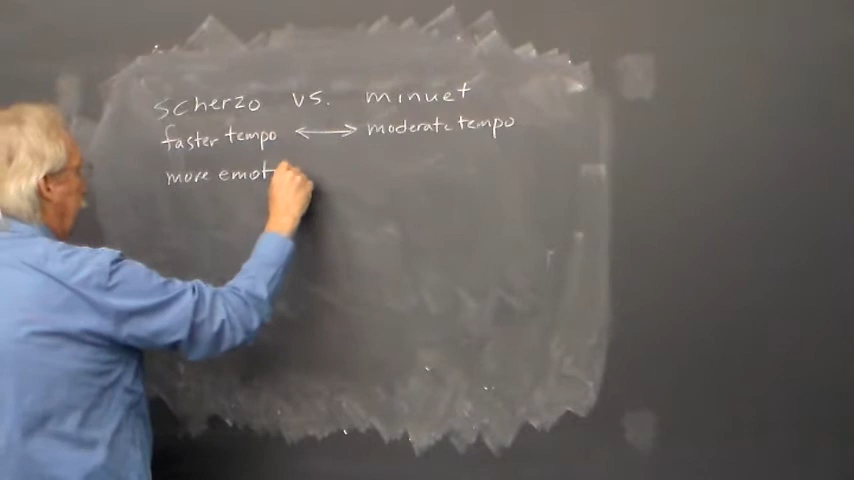 scherzo vs. minuet
faster tempo ⟷ moderate tempo
more emot